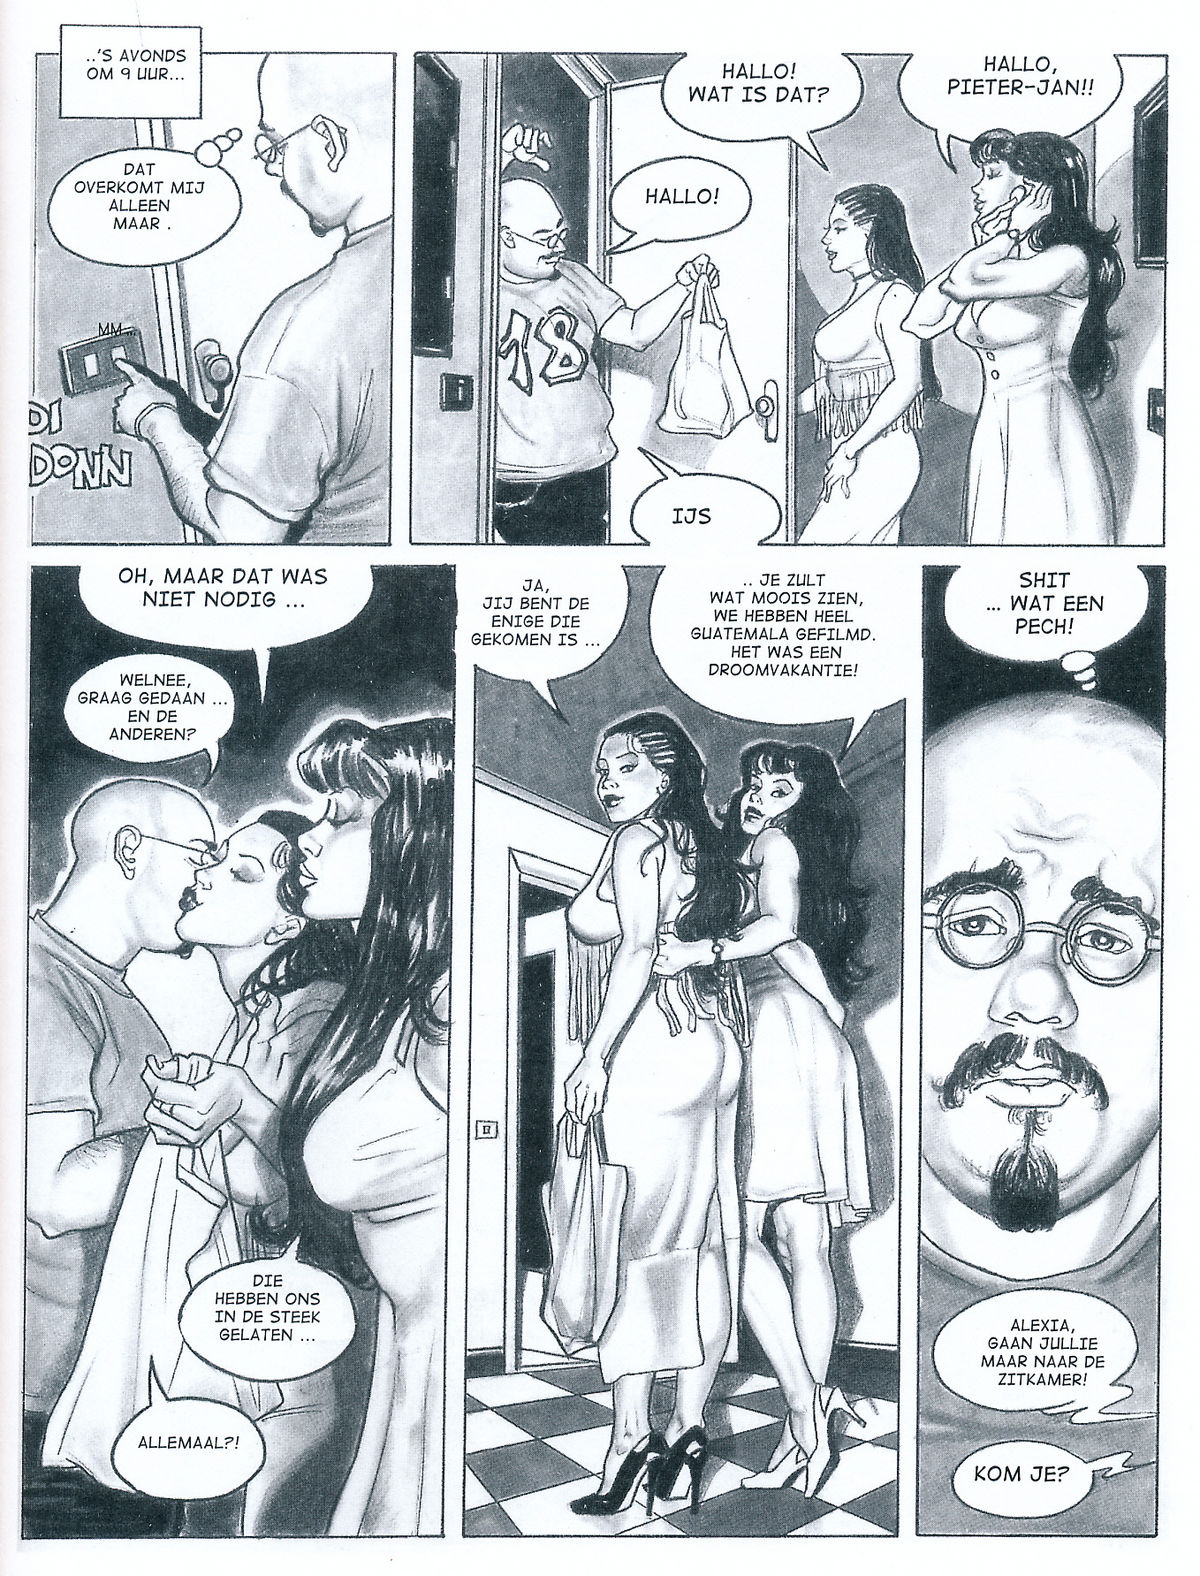 ..'S AVONDS
OM 9 UUR...
DAT
OVERKOMT MIJ
ALLEEN
MAAR .
MM...
DI
DONN
HALLO!
WAT IS DAT?
HALLO,
PIETER-JAN!!
HALLO!
18
IJS
OH, MAAR DAT WAS
NIET NODIG ...
WELNEE,
GRAAG GEDAAN ...
EN DE
ANDEREN?
DIE
HEBBEN ONS
IN DE STEEK
GELATEN ...
ALLEMAAL?!
JA,
JIJ BENT DE
ENIGE DIE
GEKOMEN IS ...
.. JE ZULT
WAT MOOIS ZIEN,
WE HEBBEN HEEL
GUATEMALA GEFILMD.
HET WAS EEN
DROOMVAKANTIE!
SHIT
... WAT EEN
PECH!
ALEXIA,
GAAN JULLIE
MAAR NAAR DE
ZITKAMER!
KOM JE?